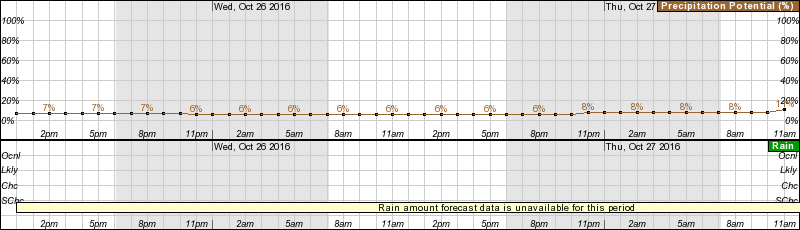 Wed, Oct 26 2016 Thu, Oct 27 Precipitation Potential (%)
100% 100%
80% 80%
60% 60%
40% 40%
20% 20%
7% 7% 7% 6% 6% 6% 6% 6% 6% 6% 6% 8% 8% 8% 8%
0% 0%
2pm 5pm 8pm 11pm 2am 5am 8am 11am 2pm 5pm 8pm 11pm 2am 5am 8am 11am
Wed, Oct 26 2016 Thu, Oct 27 2016 Rain
Ocnl Ocnl
Lkly Lkly
Chc Chc
SChc SChc
Rain amount forecast data is unavailable for this period
2pm 5pm 8pm 11pm 2am 5am 8am 11am 2pm 5pm 8pm 11pm 2am 5am 8am 11am